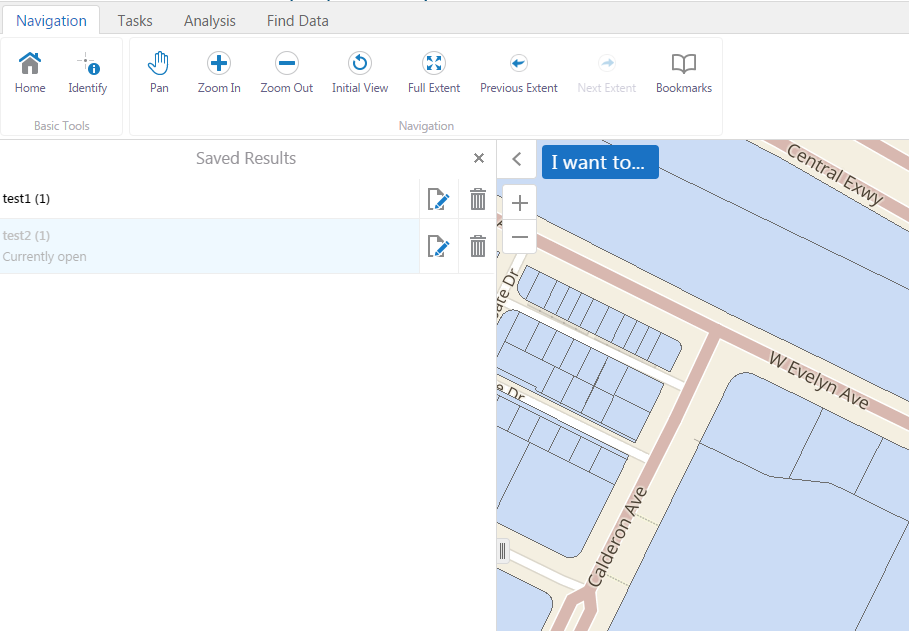 Navigation
Tasks
Analysis
Find Data
Home
Identify
Pan
Zoom In
Zoom Out
Initial View
Full Extent
Previous Extent
Next Extent
Bookmarks
Basic Tools
Navigation
Saved Results
I want to...
test1 (1)
test2 (1)
Currently open
Central Exwy
W Evelyn Ave
Calderon Ave
Dr
Dr